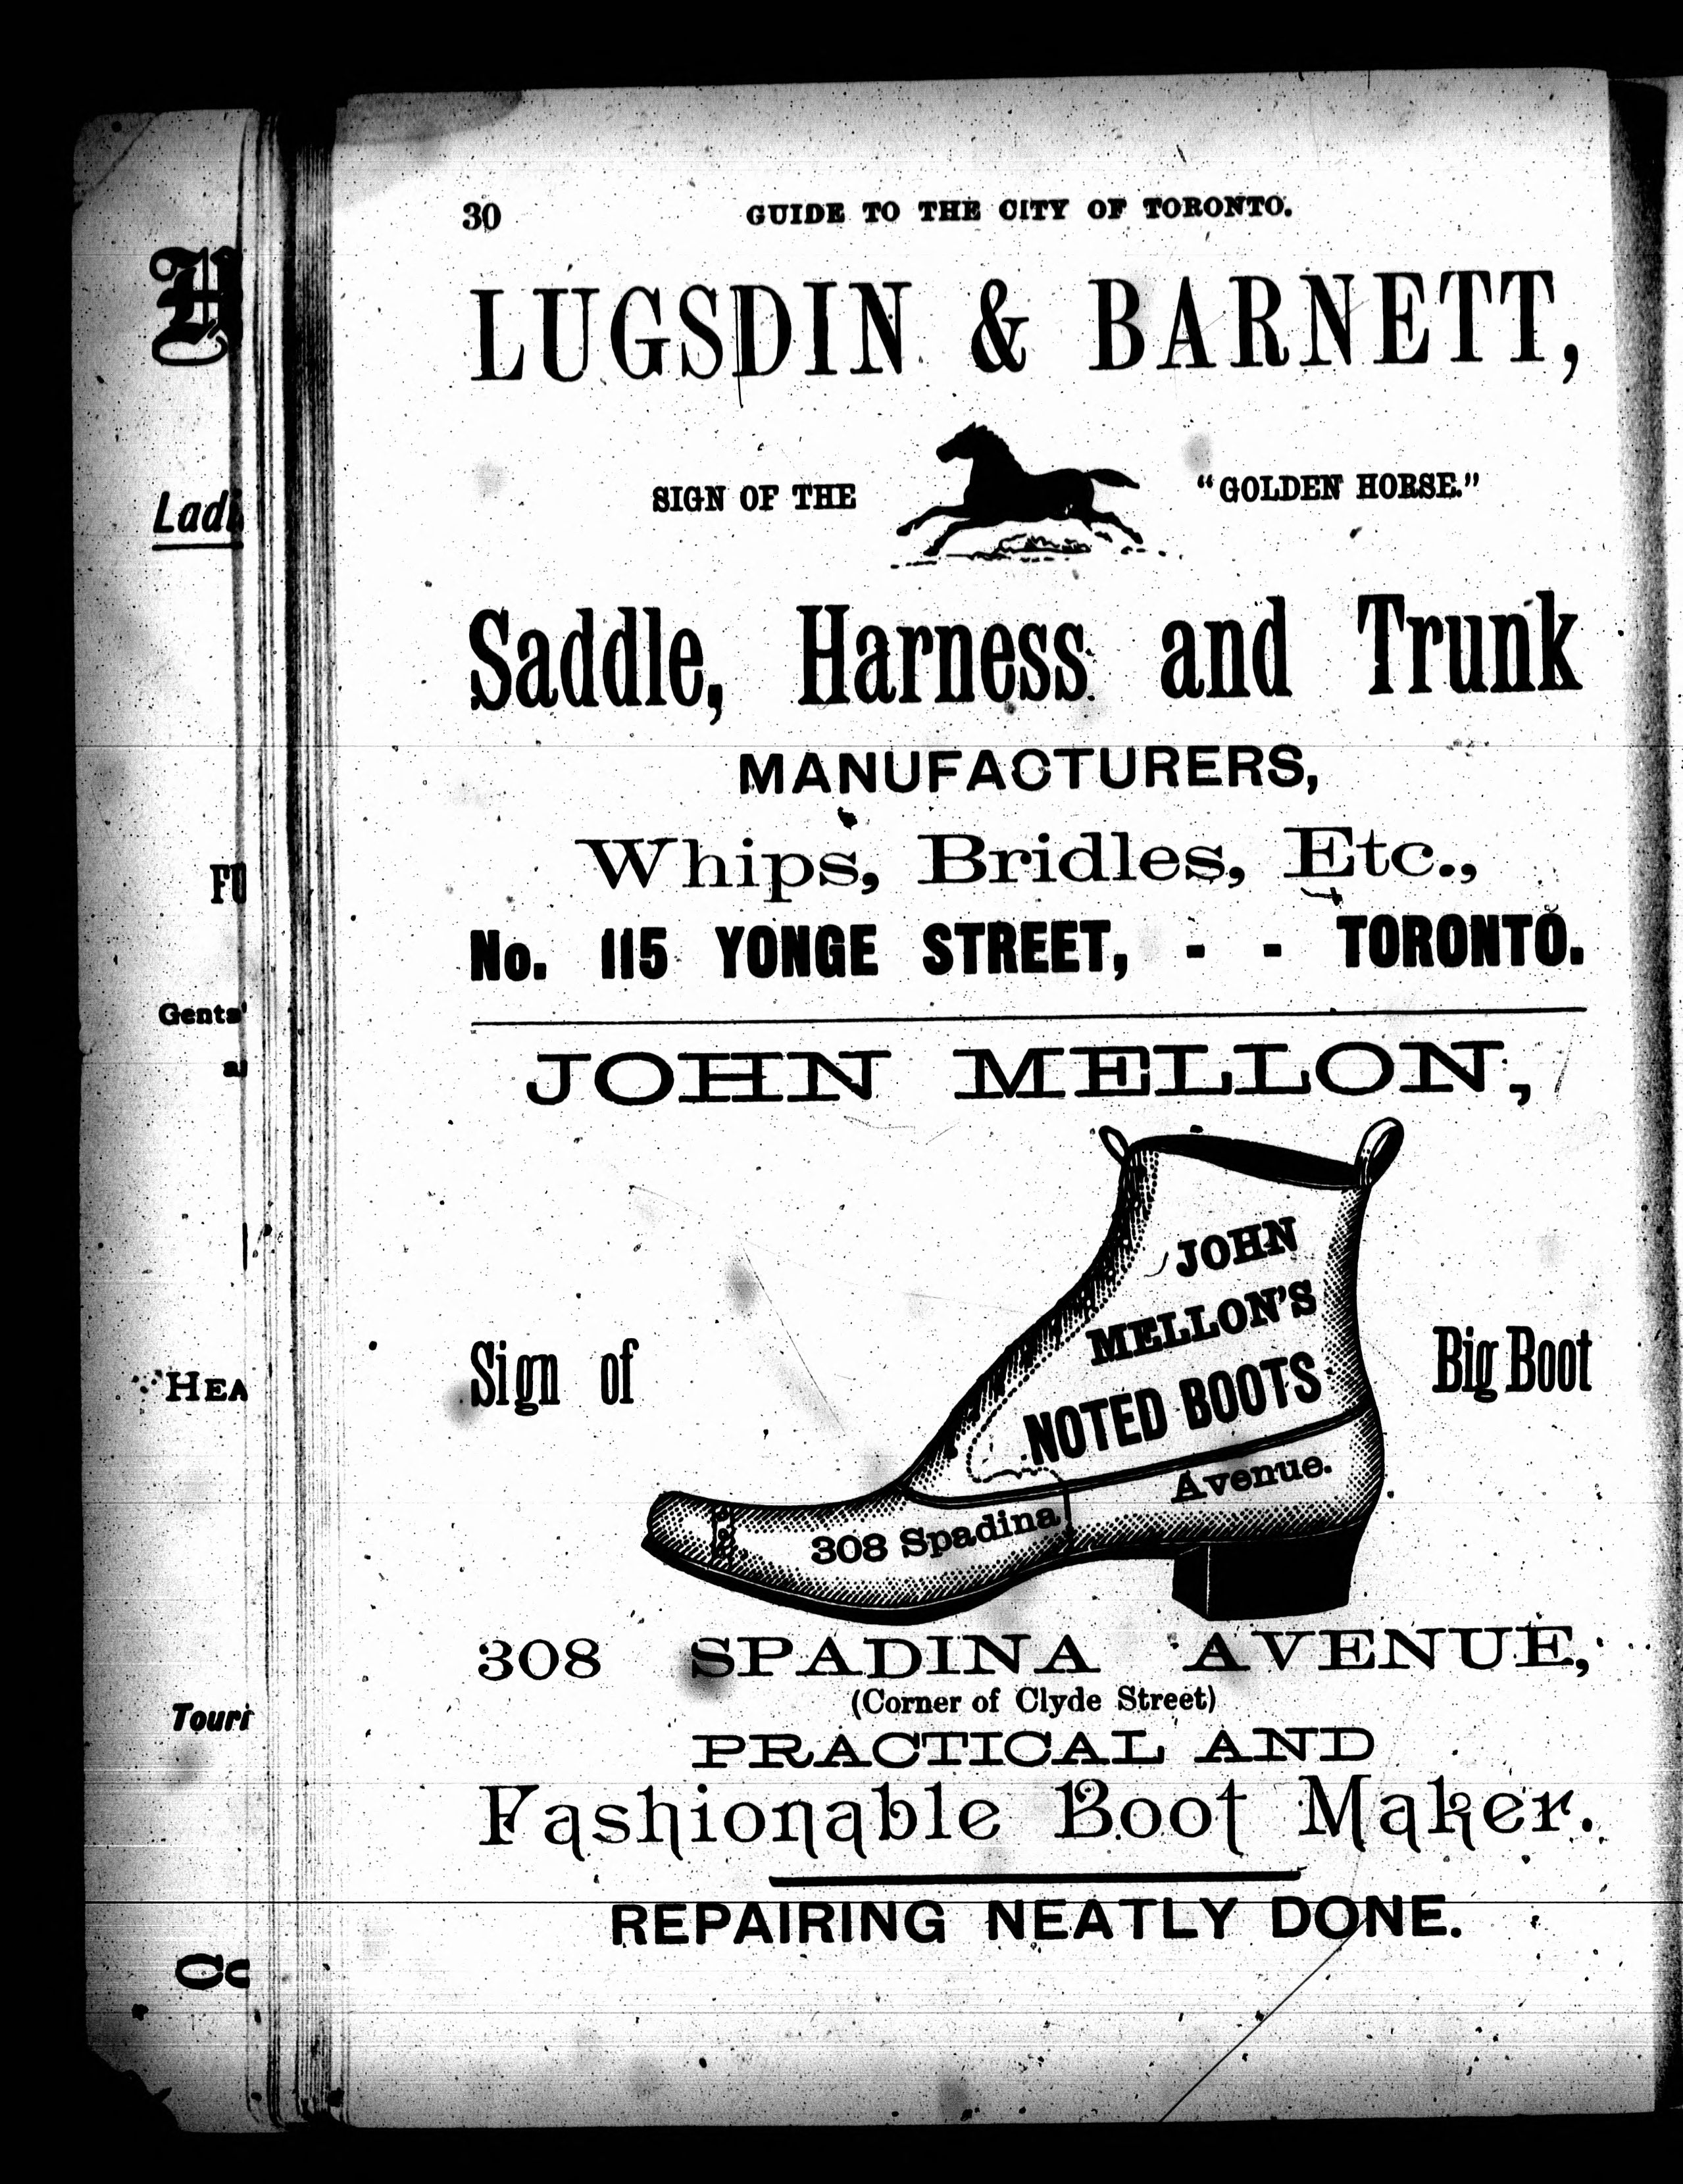 30 GUIDE TO THE CITY OF TORONTO.
LUGSDIN & BARNETT,
SIGN OF THE "GOLDEN HORSE."
Saddle, Harness and Trunk
MANUFACTURERS,
Whips, Bridles, Etc.,
No. 115 YONGE STREET, - - TORONTO.
JOHN MELLON,
JOHN
MELLON'S
NOTED BOOTS
Sign of Big Boot
308 Spadina Avenue.
308 SPADINA AVENUE,
(Corner of Clyde Street)
PRACTICAL AND
Fashionable Boot Maker.
REPAIRING NEATLY DONE.
Gents'